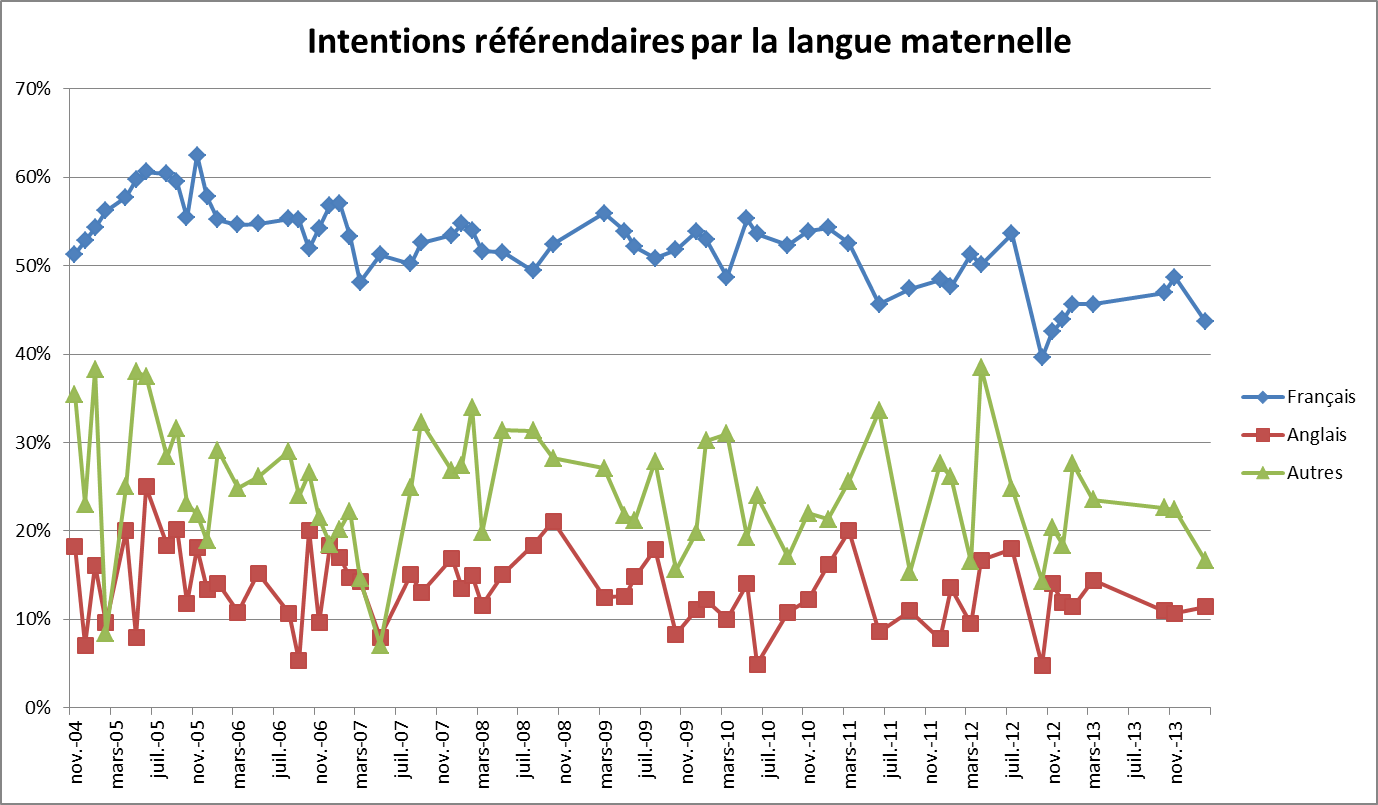 Intentions référendaires par la langue maternelle
70%
60%
50%
40%
30%
20%
10%
0%
nov.-04
mars-05
juil.-05
nov.-05
mars-06
juil.-06
nov.-06
mars-07
juil.-07
nov.-07
mars-08
juil.-08
nov.-08
mars-09
juil.-09
nov.-09
mars-10
juil.-10
nov.-10
mars-11
juil.-11
nov.-11
mars-12
juil.-12
nov.-12
mars-13
juil.-13
nov.-13
Français
Anglais
Autres